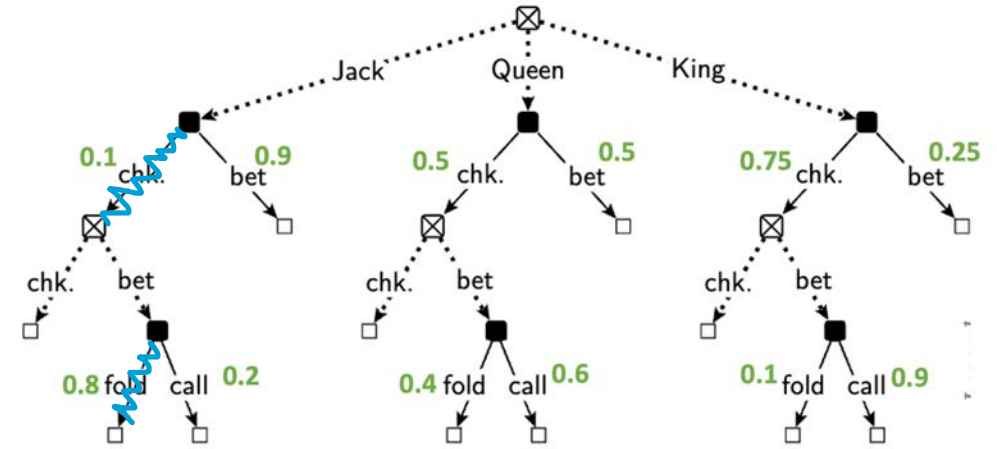 Jack Queen King
0.1 chk. bet 0.9 0.5 chk. bet 0.5 0.75 chk. bet 0.25
chk. bet chk. bet chk. bet
0.8 fold call 0.2 0.4 fold call 0.6 0.1 fold call 0.9